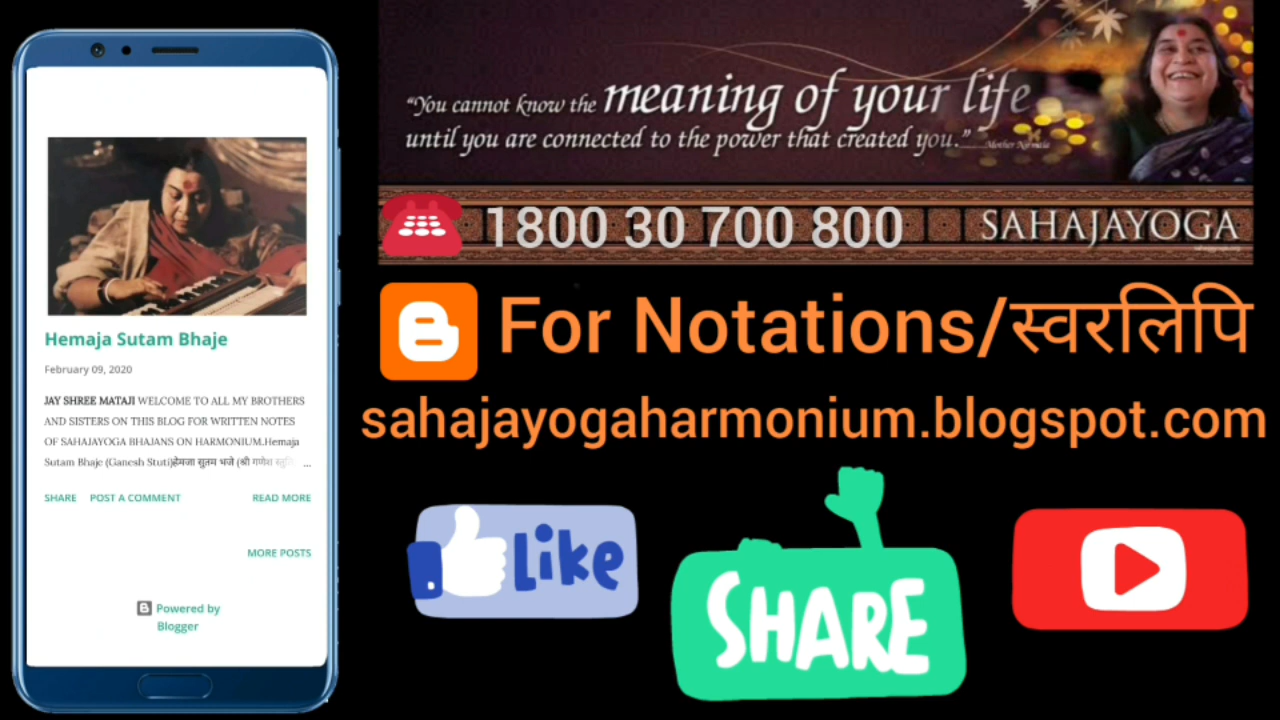 Hemaja Sutam Bhaje
February 09, 2020
JAY SHREE MATAJI WELCOME TO ALL MY BROTHERS
AND SISTERS ON THIS BLOG FOR WRITTEN NOTES
OF SAHAJAYOGA BHAJANS ON HARMONIUM.Hemaja
Sutam Bhaje (Ganesh Stuti)हेमजा सुतम भजे (श्री गणेश ...
SHARE POST A COMMENT READ MORE
MORE POSTS
Powered by
Blogger
“You cannot know the meaning of your life
until you are connected to the power that created you.”......Mother Nirmala
1800 30 700 800
SAHAJAYOGA
For Notations/स्वरलिपि
sahajayogaharmonium.blogspot.com
Like
SHARE